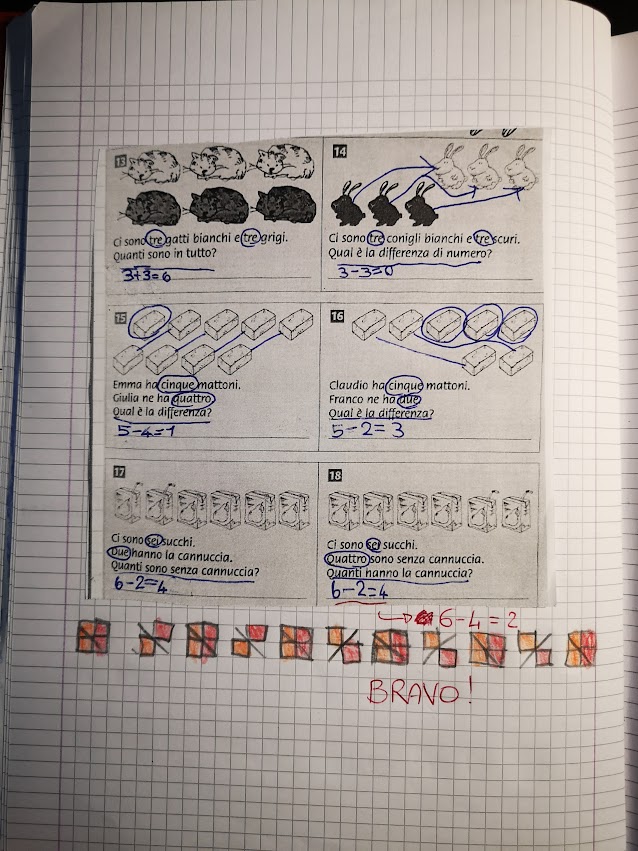 13
Ci sono tre gatti bianchi e tre grigi.
Quanti sono in tutto?
3+3=6
14
Ci sono tre conigli bianchi e tre scuri.
Qual è la differenza di numero?
3-3=0
15
Emma ha cinque mattoni.
Giulia ne ha quattro.
Qual è la differenza?
5-4=1
16
Claudio ha cinque mattoni.
Franco ne ha due.
Qual è la differenza?
5-2=3
17
Ci sono sei succhi.
Due hanno la cannuccia.
Quanti sono senza cannuccia?
6-2=4
18
Ci sono sei succhi.
Quattro sono senza cannuccia.
Quanti hanno la cannuccia?
6-2=4
6-4=2
BRAVO!